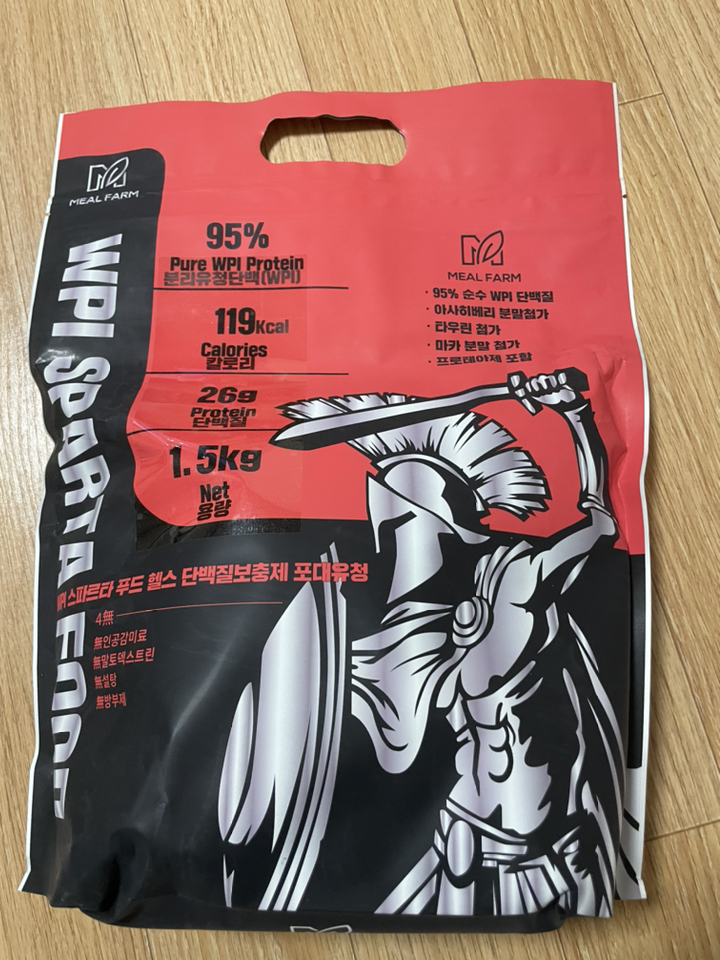 MEAL FARM
WPI SPARTA FOOD
95%
Pure WPI Protein
분리유청단백(WPI)
119Kcal
Calories
칼로리
26g
Protein
단백질
1.5kg
Net
용량
MEAL FARM
· 95% 순수 WPI 단백질
· 아사히베리 분말첨가
· 타우린 첨가
· 마카 분말 첨가
· 프로테아제 포함
WPI 스파르타 푸드 헬스 단백질보충제 포대유청
4無
無인공감미료
無말토덱스트린
無설탕
無방부제